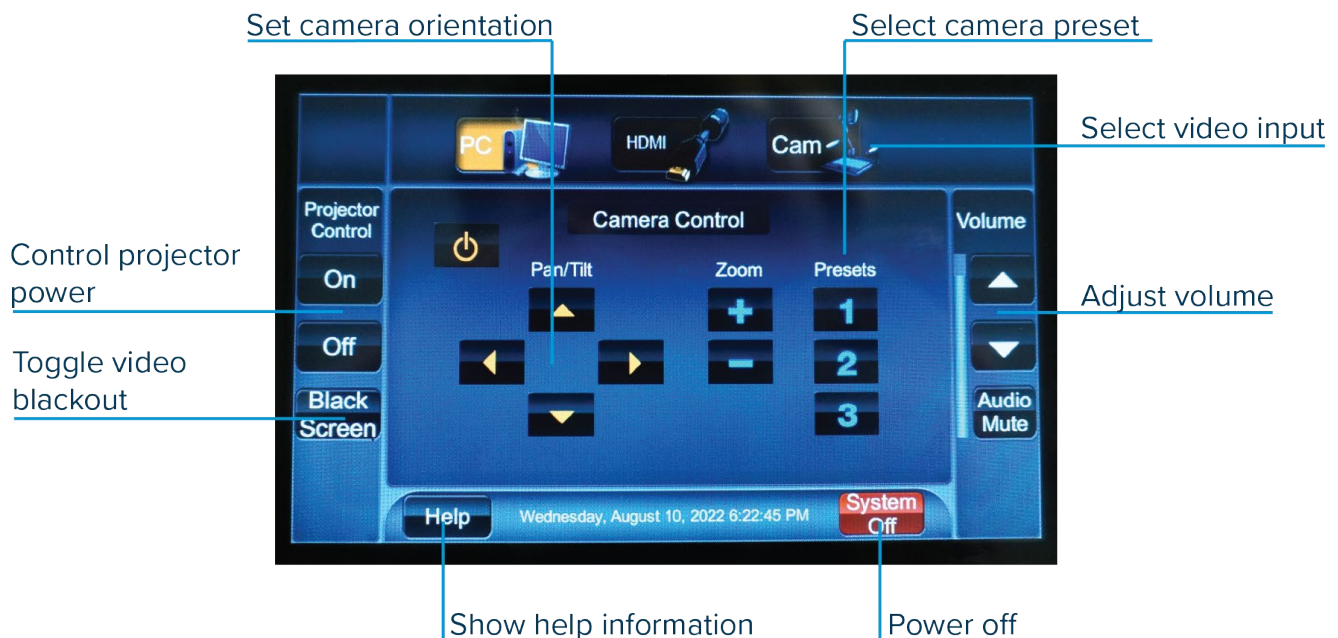 Set camera orientation
Select camera preset
PC
HDMI
Cam
Select video input
Projector
Control
Camera Control
Volume
Control projector
power
On
Pan/Tilt
Zoom
Presets
1
Adjust volume
Off
2
Toggle video
blackout
Black
Screen
3
Audio
Mute
Help
Wednesday, August 10, 2022 6:22:45 PM
System
Off
Show help information
Power off